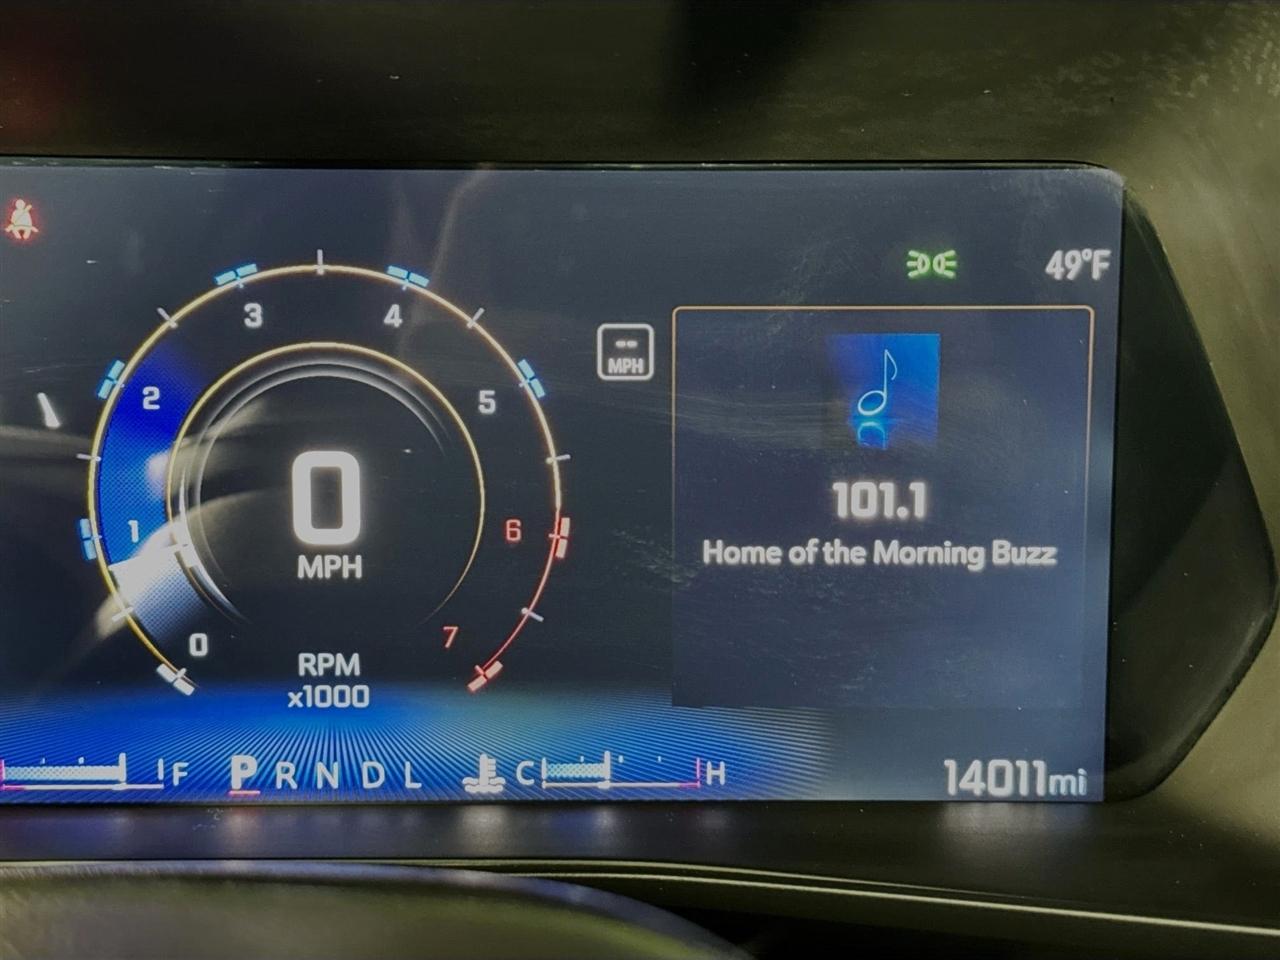 49°F
3
4
--
MPH
2
5
101.1
0
1
6
Home of the Morning Buzz
MPH
0
7
RPM
x1000
F
P R N D L
C
H
14011mi